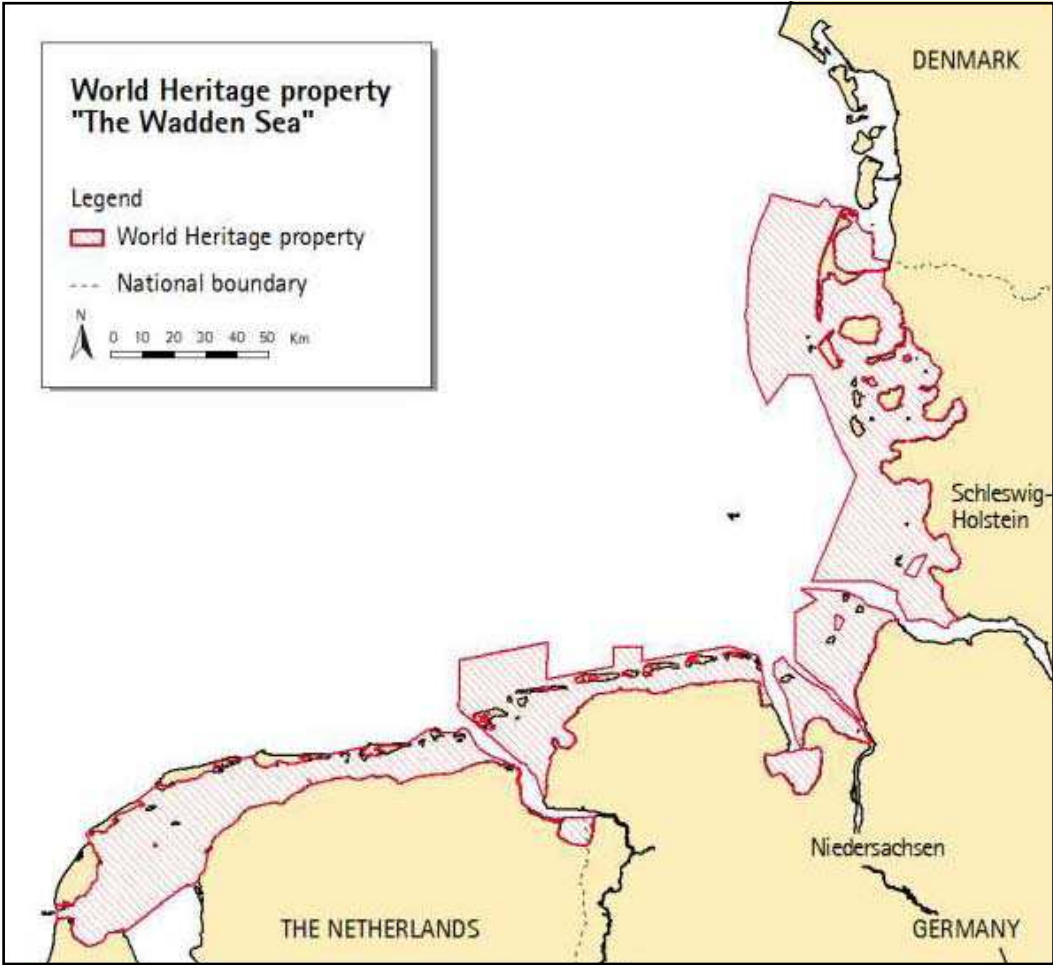 World Heritage property
"The Wadden Sea"
Legend
World Heritage property
National boundary
N
0 10 20 30 40 50 Km
DENMARK
Schleswig-
Holstein
Niedersachsen
THE NETHERLANDS
GERMANY